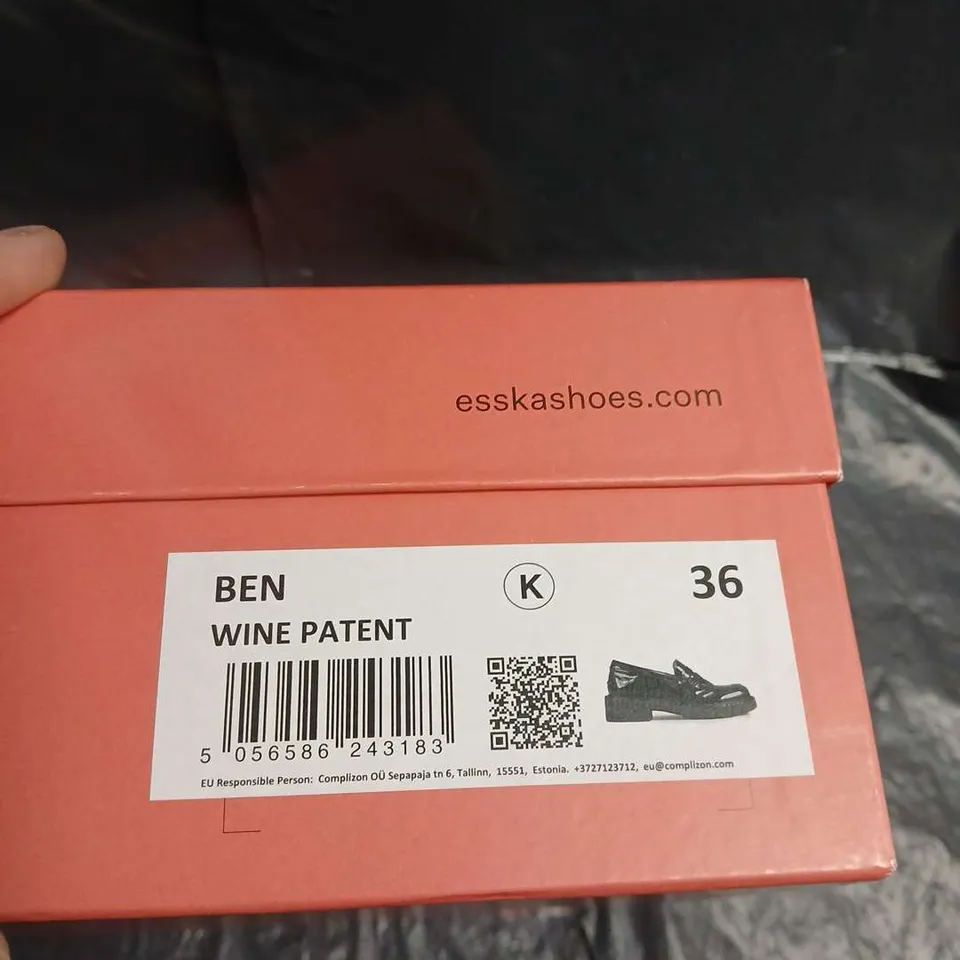 esskashoes.com
BEN K 36
WINE PATENT
5 056586 243183
EU Responsible Person: Complizon OÜ Sepapaja tn 6, Tallinn, 15551, Estonia. +3727123712, eu@complizon.com